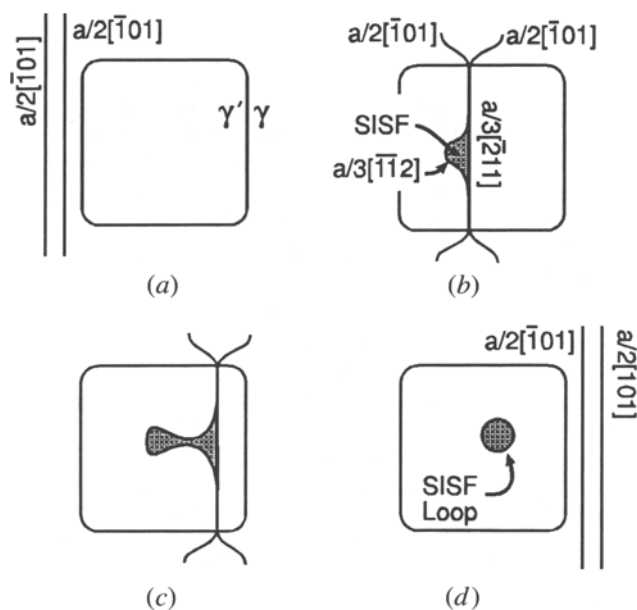 a/2[1̄01]
a/2[1̄01]
γ′ γ
(a)
a/2[1̄01]
a/2[1̄01]
SISF
a/3[1̄1̄2]
a/3[2̄11]
(b)
(c)
a/2[1̄01]
a/2[101]
SISF
Loop
(d)